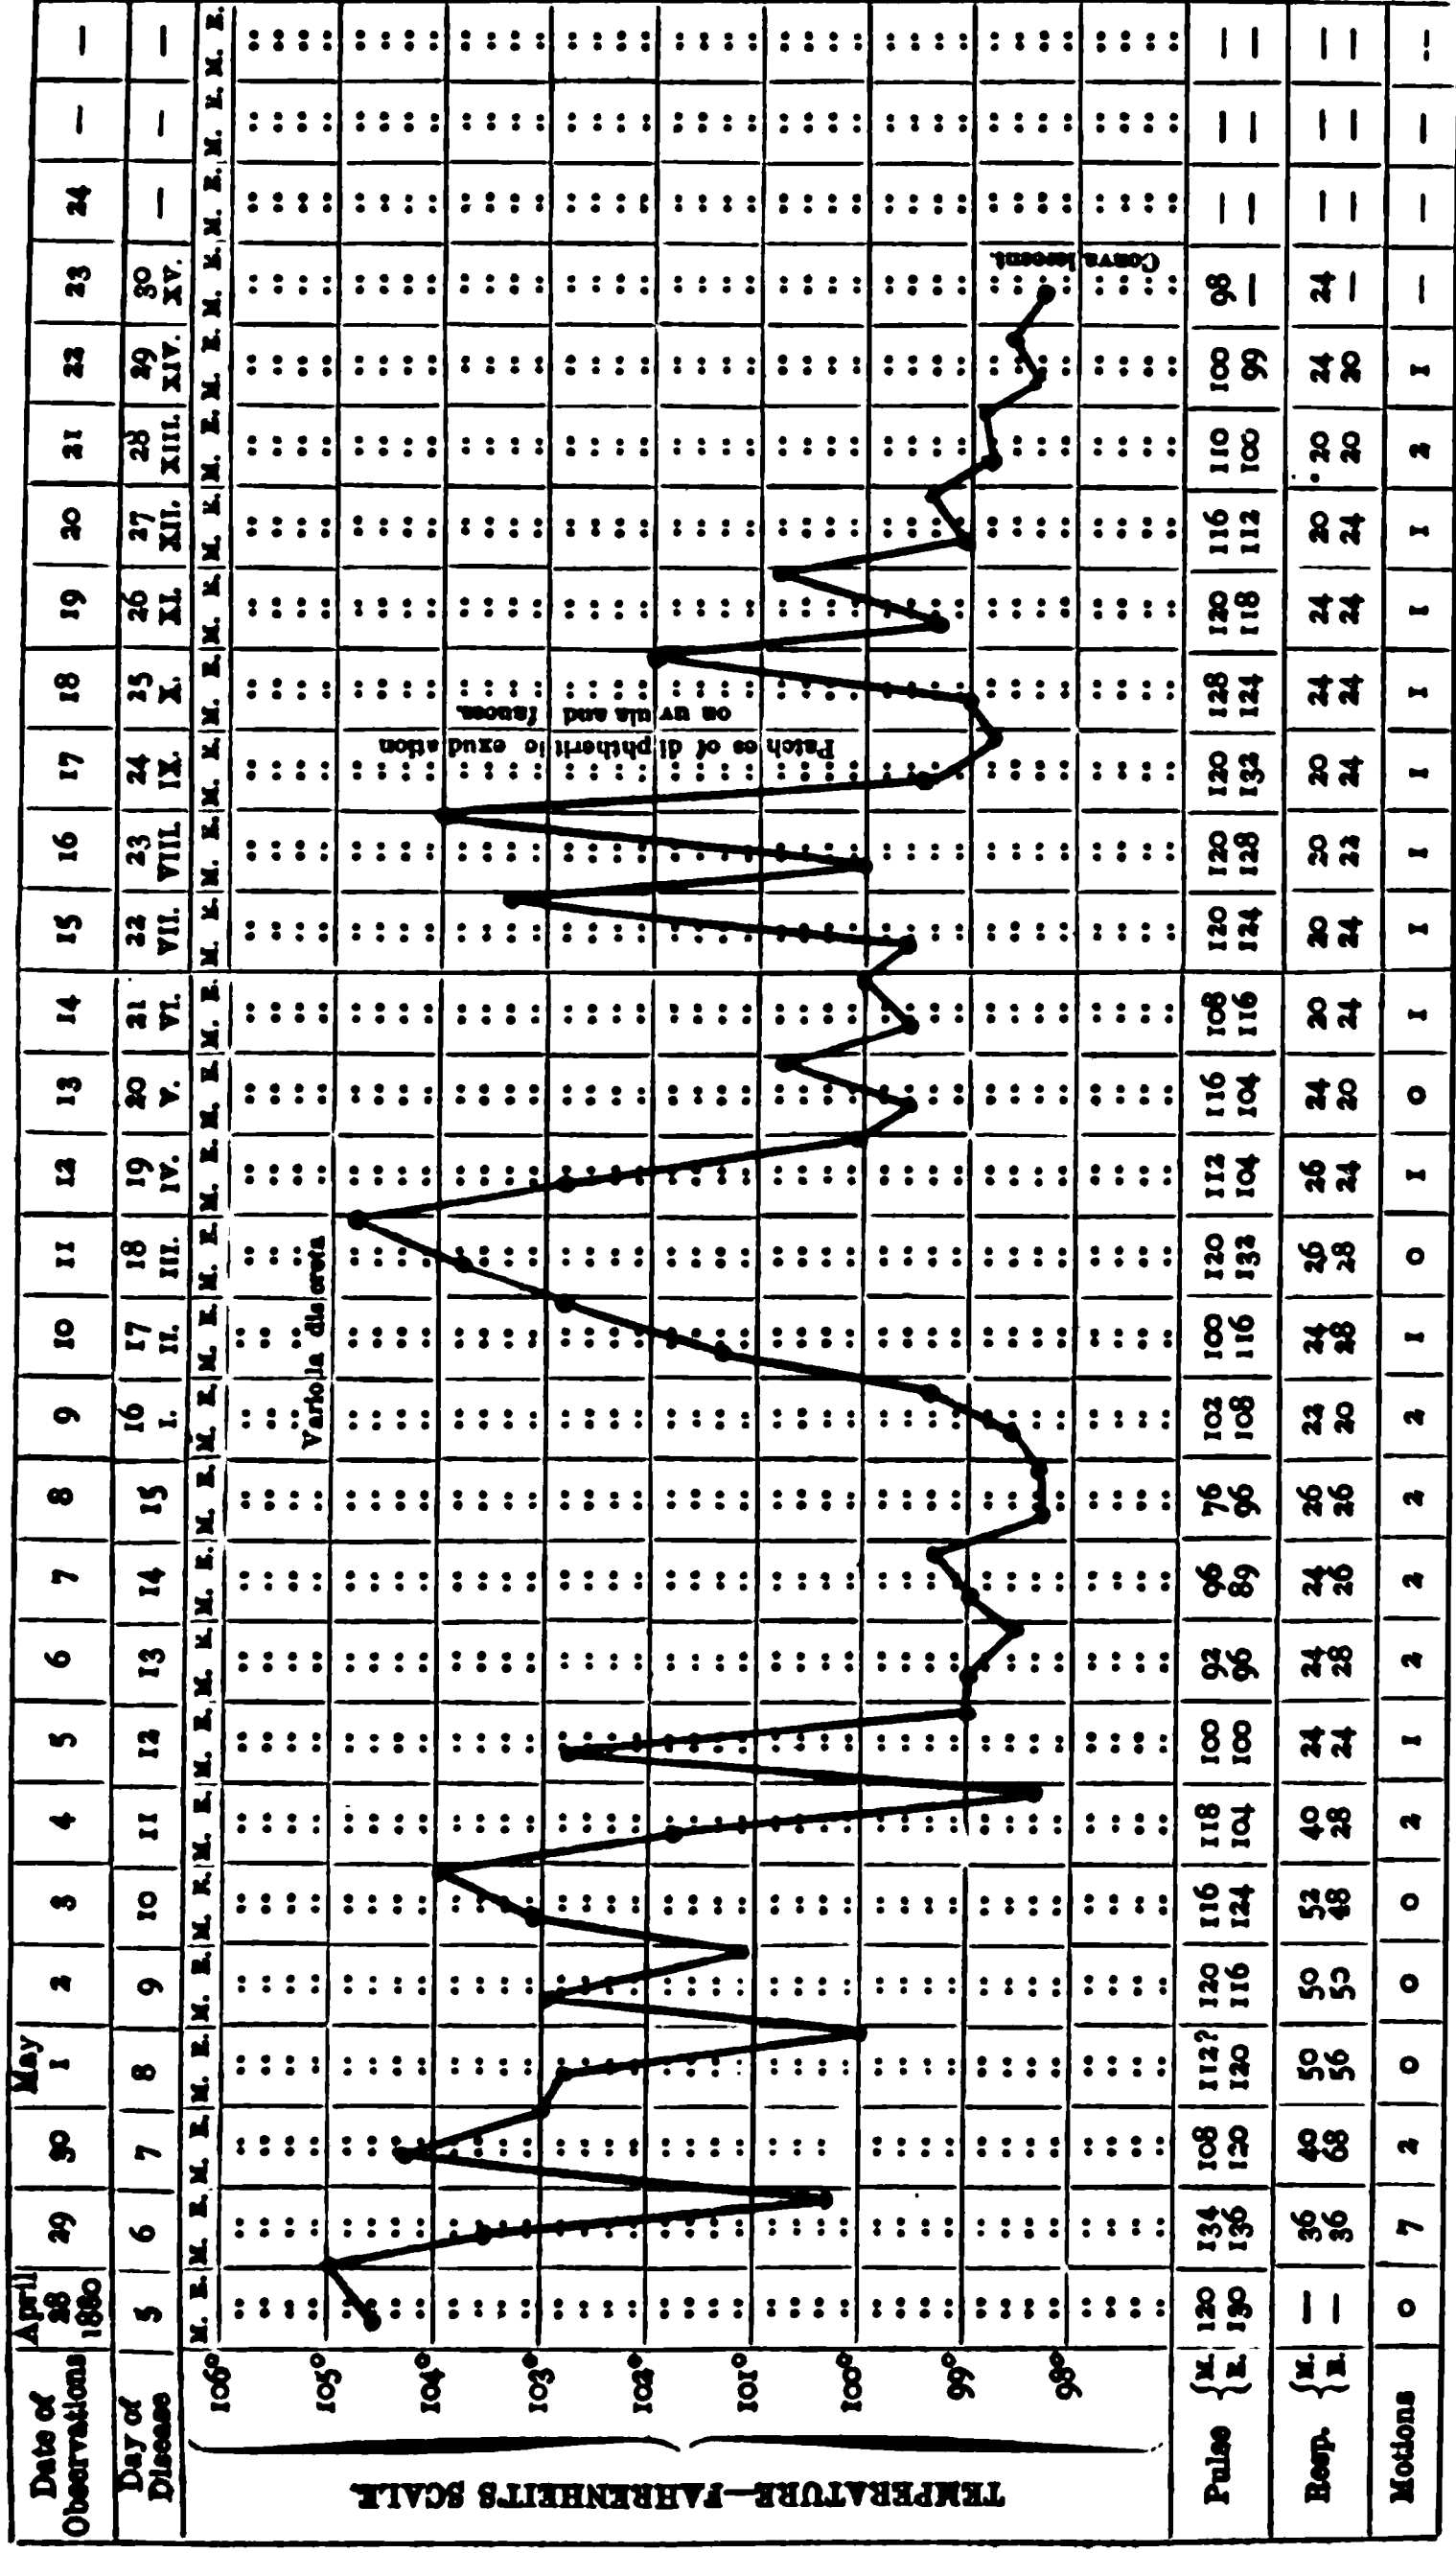 Date of Observations April 28 1880 29 30 May 1 2 3 4 5 6 7 8 9 10 11 12 13 14 15 16 17 18 19 20 21 22 23 24 — —
Day of Disease 5 6 7 8 9 10 11 12 13 14 15 16 17 18 19 20 21 22 23 24 25 26 27 28 29 30 — — —
I. II. III. IV. V. VI. VII. VIII. IX. X. XI. XII. XIII. XIV. XV.
M. E. M. E. M. E. M. E. M. E. M. E. M. E. M. E. M. E. M. E. M. E. M. E. M. E. M. E. M. E. M. E. M. E. M. E. M. E. M. E. M. E. M. E. M. E. M. E. M. E. M. E. M. E. M. E. M. E.
TEMPERATURE—FAHRENHEIT'S SCALE.
106°
105°
104°
103°
102°
101°
100°
99°
98°
Variola discreta
Patches of diphtheritic exudation
on uvula and fauces.
Convalescent.
Pulse { M. 120 134 108 112? 120 116 118 100 92 96 76 102 100 120 112 116 108 120 120 120 128 120 116 110 100 98 — — —
E. 130 136 120 120 116 124 104 100 96 89 96 108 116 132 104 104 116 124 128 132 124 118 112 100 99 — — — —
Resp. { M. — 36 40 50 50 52 40 24 24 24 26 22 24 26 26 24 20 20 20 20 24 24 20 20 24 24 — — —
E. — 36 68 56 50 48 28 24 28 26 26 20 28 28 24 20 24 24 22 24 24 24 24 20 20 — — — —
Motions 0 7 2 0 0 0 2 1 2 2 2 2 1 0 1 0 1 1 1 1 1 1 1 2 1 — — — --